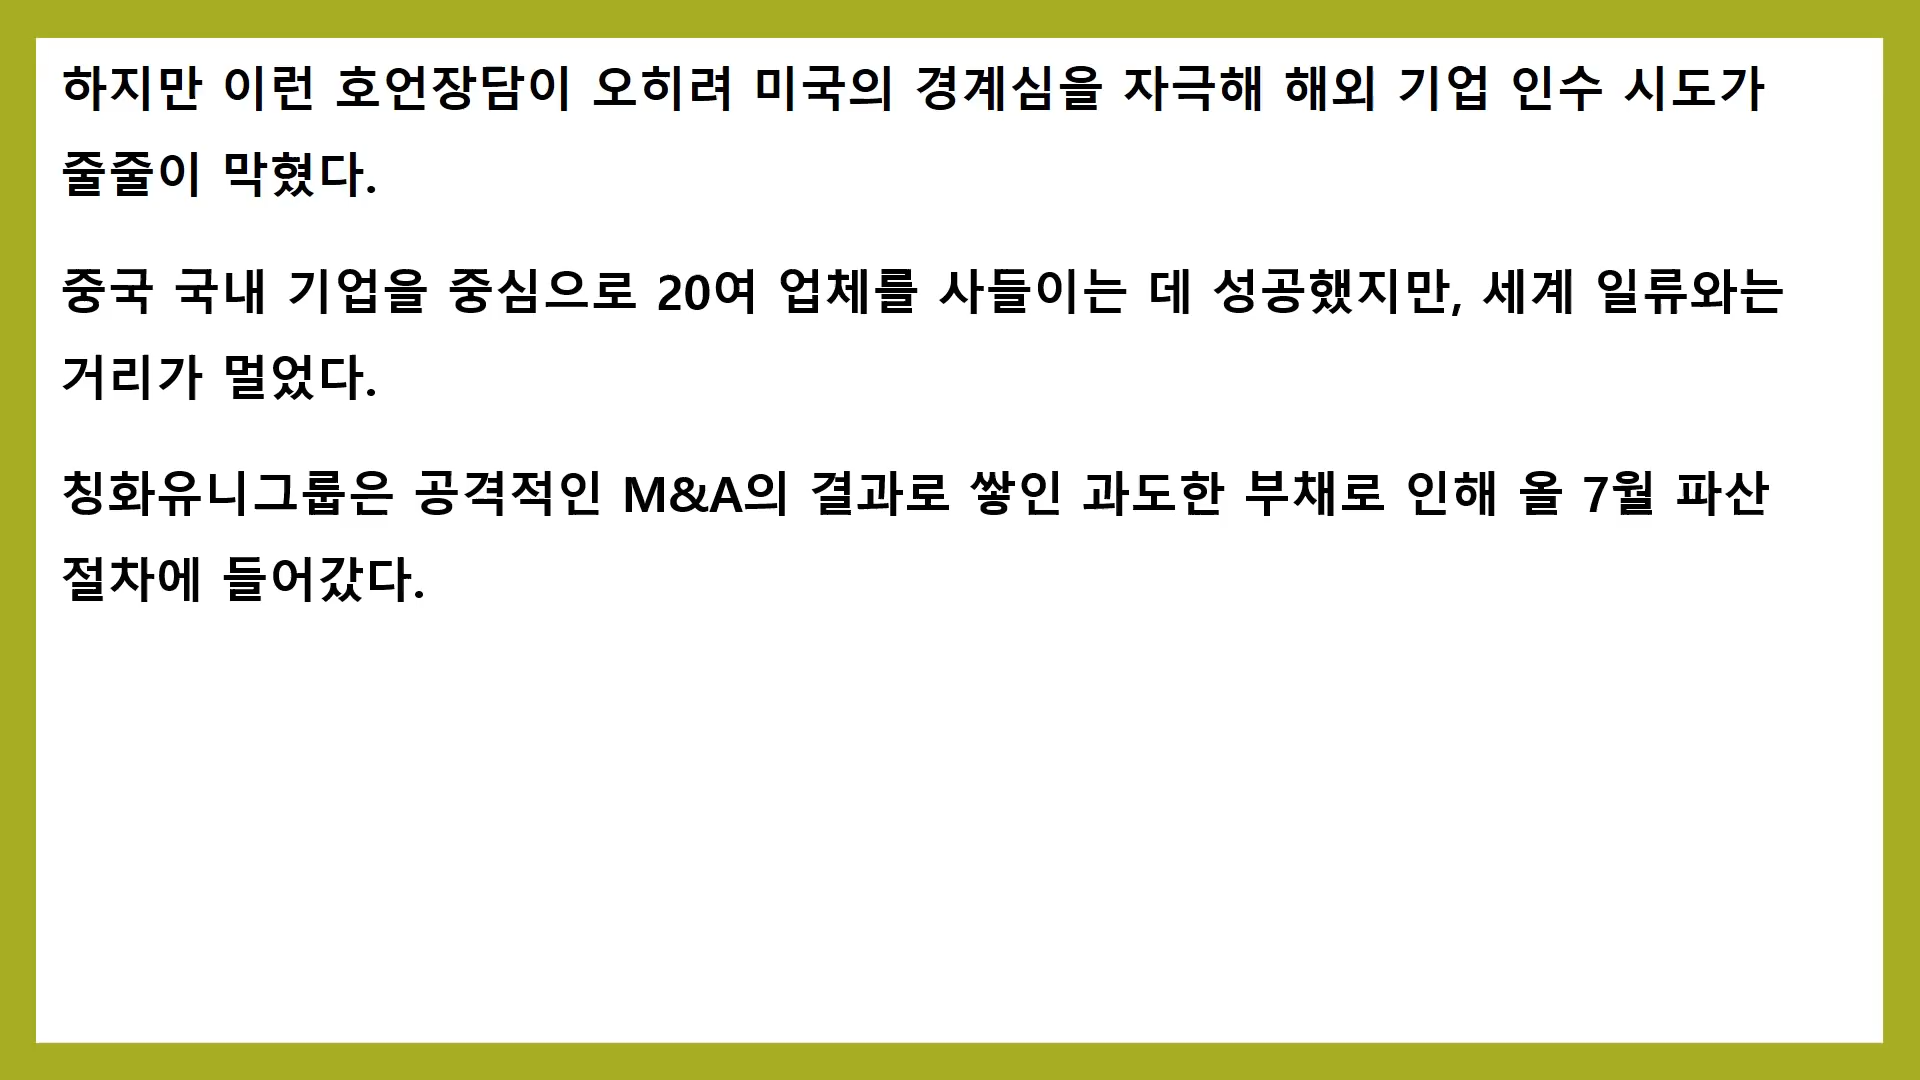 하지만 이런 호언장담이 오히려 미국의 경계심을 자극해 해외 기업 인수 시도가
줄줄이 막혔다.
중국 국내 기업을 중심으로 20여 업체를 사들이는 데 성공했지만, 세계 일류와는
거리가 멀었다.
칭화유니그룹은 공격적인 M&A의 결과로 쌓인 과도한 부채로 인해 올 7월 파산
절차에 들어갔다.